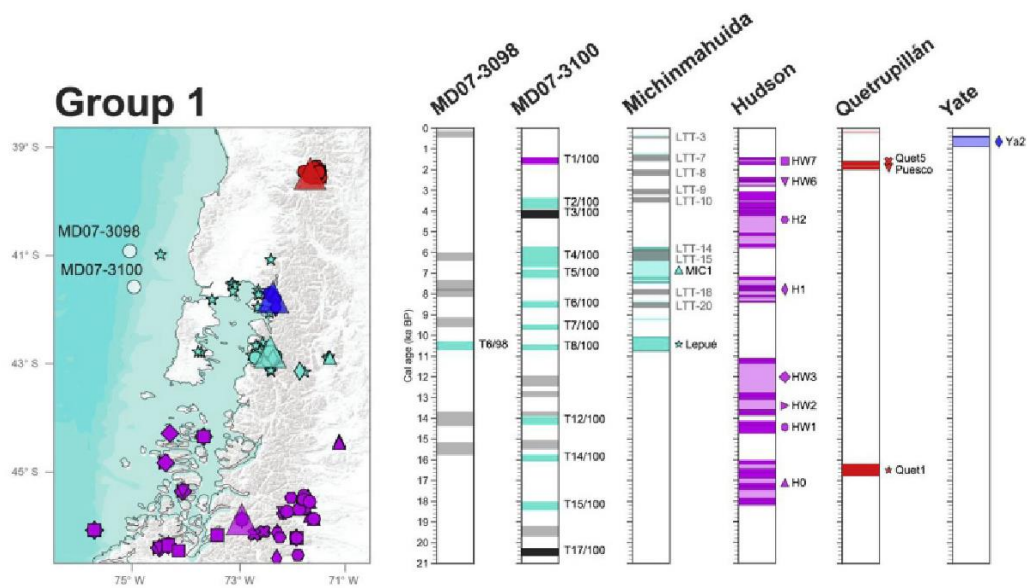 Group 1
MD07-3098
MD07-3100
Michinmahuida
Hudson
Quetrupillán
Yate
39° S
41° S
43° S
45° S
75° W
73° W
71° W
MD07-3098
MD07-3100
Cal age (ka BP)
0
1
2
3
4
5
6
7
8
9
10
11
12
13
14
15
16
17
18
19
20
21
T6/98
T1/100
T2/100
T3/100
T4/100
T5/100
T6/100
T7/100
T8/100
T12/100
T14/100
T15/100
T17/100
LTT-3
LTT-7
LTT-8
LTT-9
LTT-10
LTT-14
LTT-15
MIC1
LTT-18
LTT-20
Lepué
HW7
HW6
H2
H1
HW3
HW2
HW1
H0
Quet5
Puesco
Quet1
Ya2